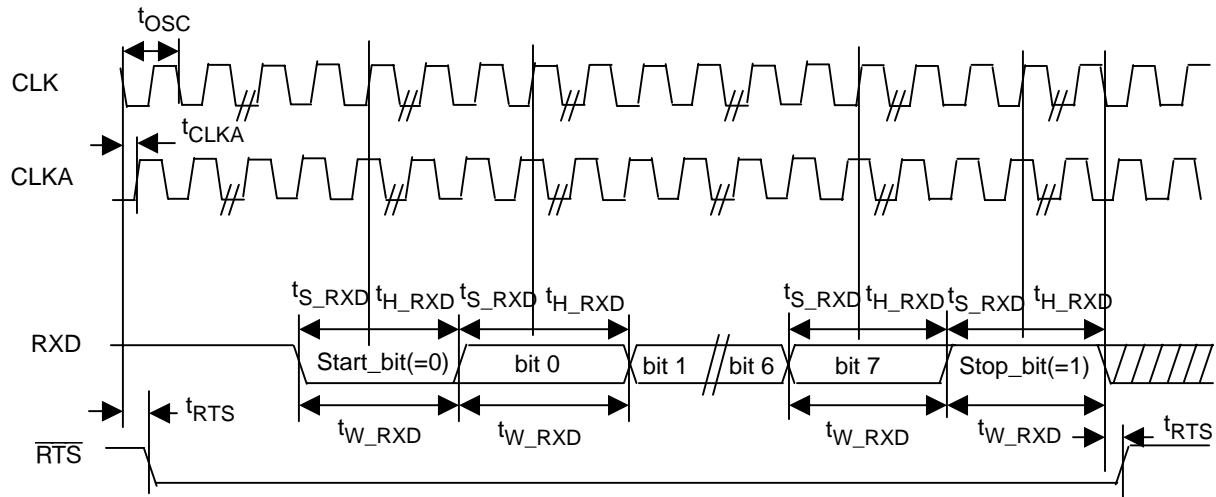 tOSC
CLK
tCLKA
CLKA
tS_RXD tH_RXD tS_RXD tH_RXD tS_RXD tH_RXD tS_RXD tH_RXD
RXD Start_bit(=0) bit 0 bit 1 bit 6 bit 7 Stop_bit(=1)
tRTS tW_RXD tW_RXD tW_RXD tW_RXD tRTS
RTS